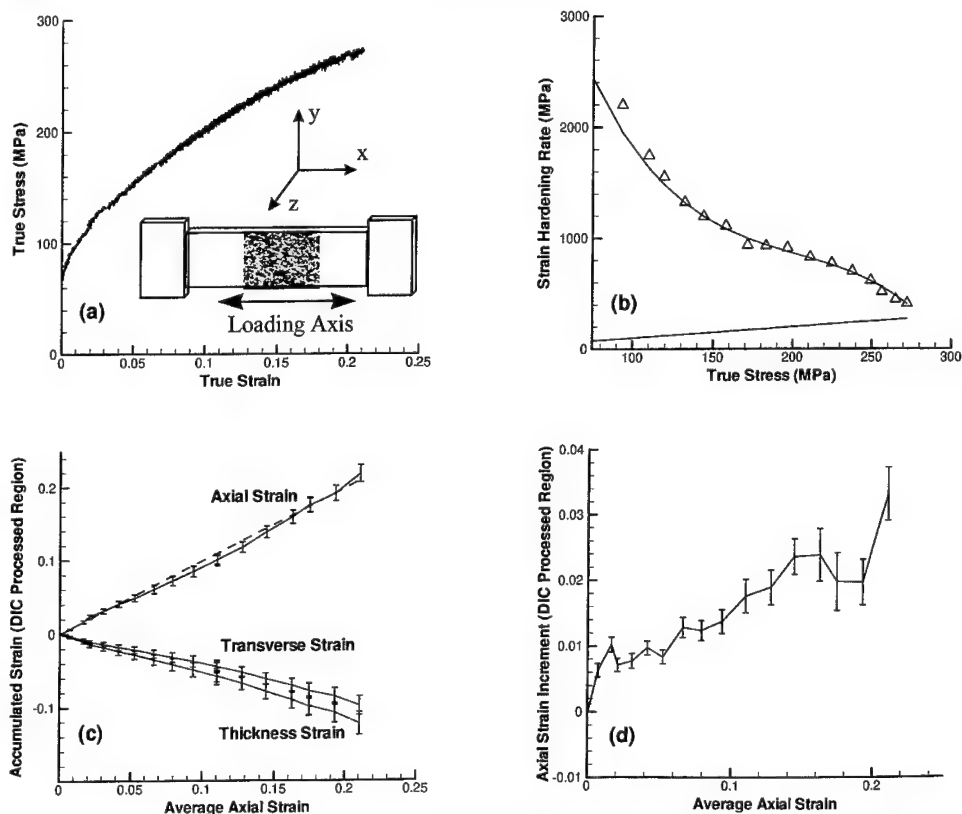 300
200
100
0
True Stress (MPa)
(a)
y
x
z
Loading Axis
0
0.05
0.1
0.15
0.2
0.25
True Strain
3000
2000
1000
0
Strain Hardening Rate (MPa)
(b)
100
150
200
250
300
True Stress (MPa)
0.2
0.1
0
-0.1
Accumulated Strain (DIC Processed Region)
Axial Strain
Transverse Strain
Thickness Strain
(c)
0
0.05
0.1
0.15
0.2
0.25
Average Axial Strain
0.04
0.03
0.02
0.01
0
-0.01
Axial Strain Increment (DIC Processed Region)
(d)
0
0.1
0.2
Average Axial Strain